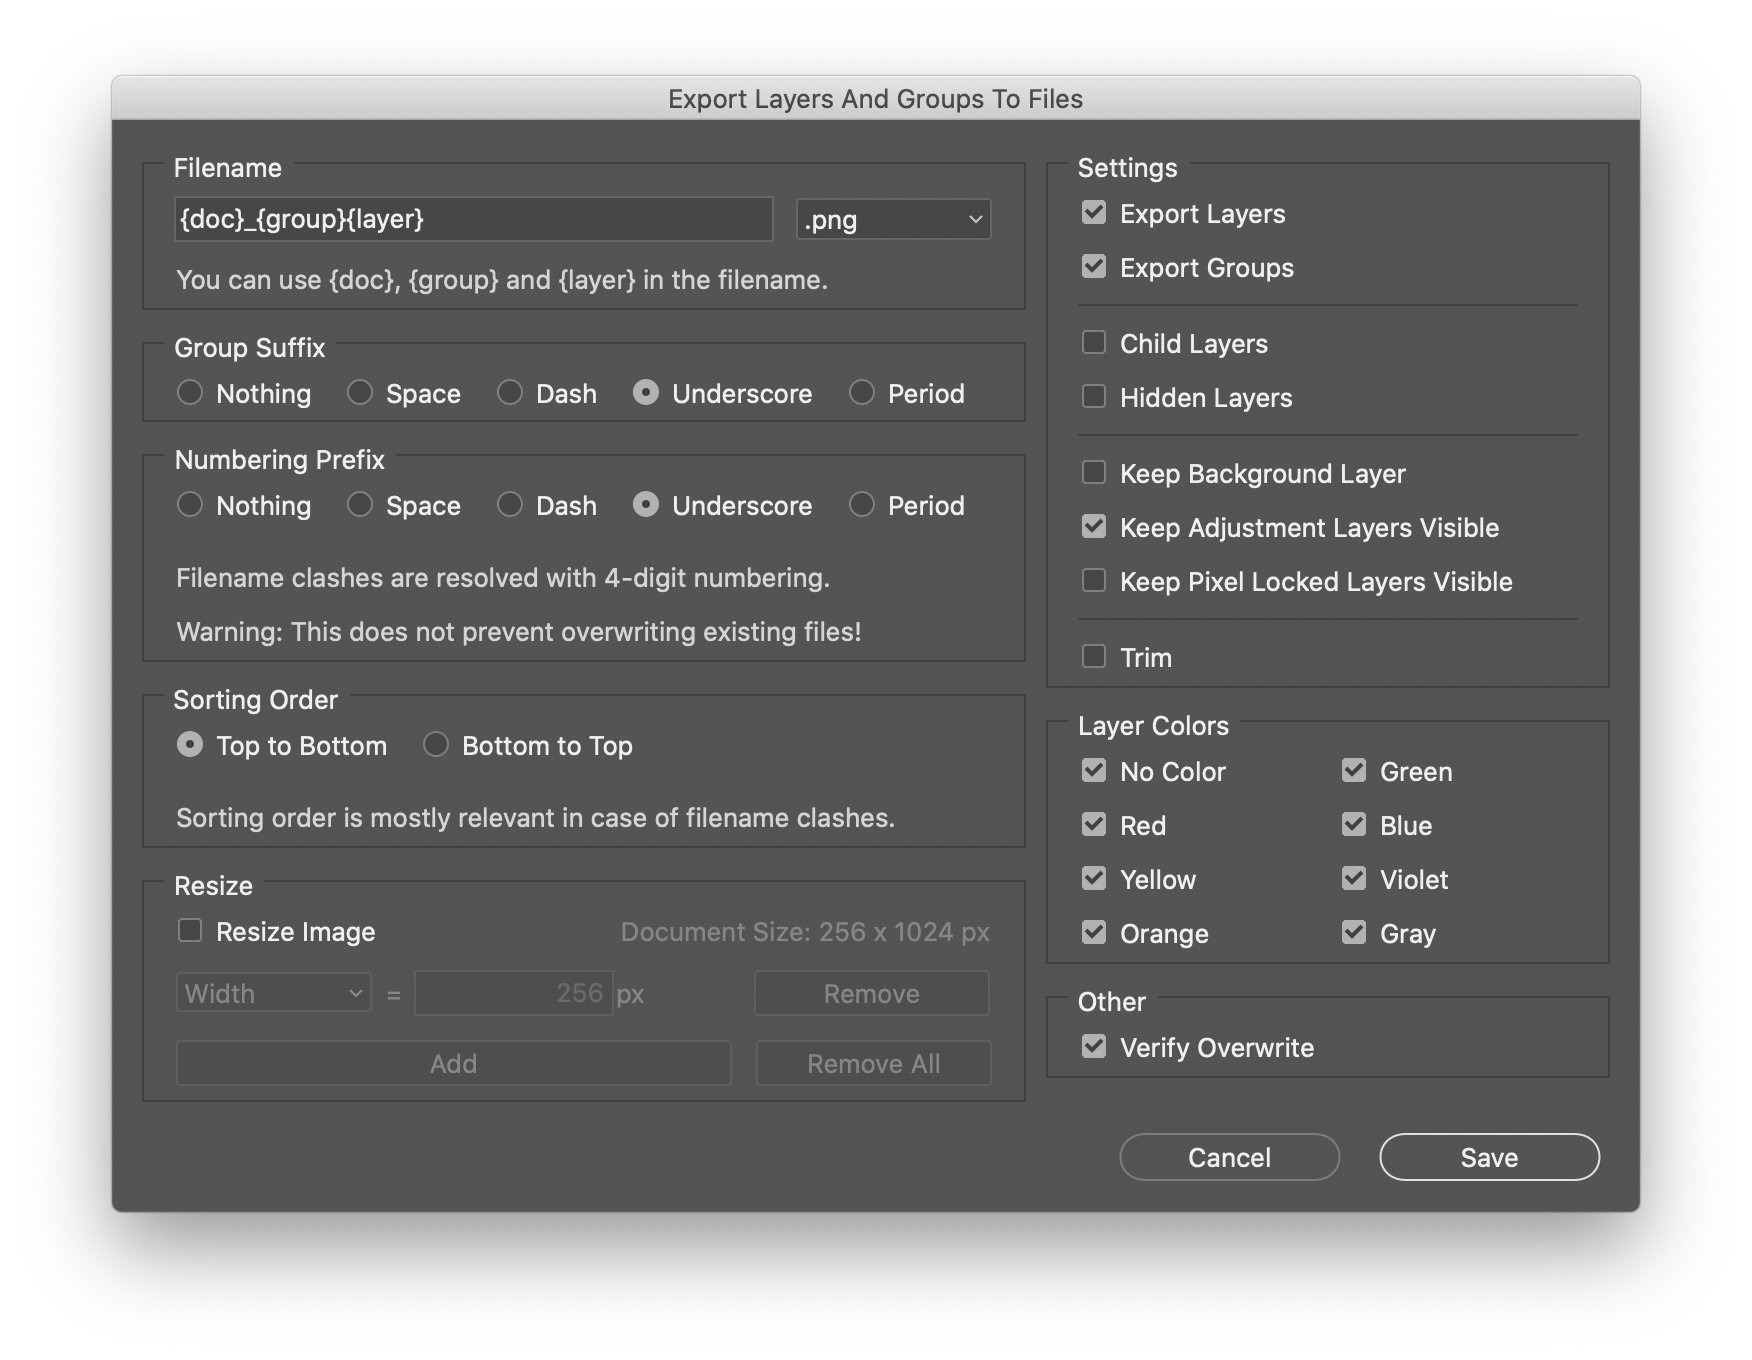 Export Layers And Groups To Files
Filename
{doc}_{group}{layer}
.png
You can use {doc}, {group} and {layer} in the filename.
Group Suffix
Nothing Space Dash Underscore Period
Numbering Prefix
Nothing Space Dash Underscore Period
Filename clashes are resolved with 4-digit numbering.
Warning: This does not prevent overwriting existing files!
Sorting Order
Top to Bottom Bottom to Top
Sorting order is mostly relevant in case of filename clashes.
Resize
Resize Image Document Size: 256 x 1024 px
Width = 256 px Remove
Add Remove All
Settings
Export Layers
Export Groups
Child Layers
Hidden Layers
Keep Background Layer
Keep Adjustment Layers Visible
Keep Pixel Locked Layers Visible
Trim
Layer Colors
No Color Green
Red Blue
Yellow Violet
Orange Gray
Other
Verify Overwrite
Cancel Save